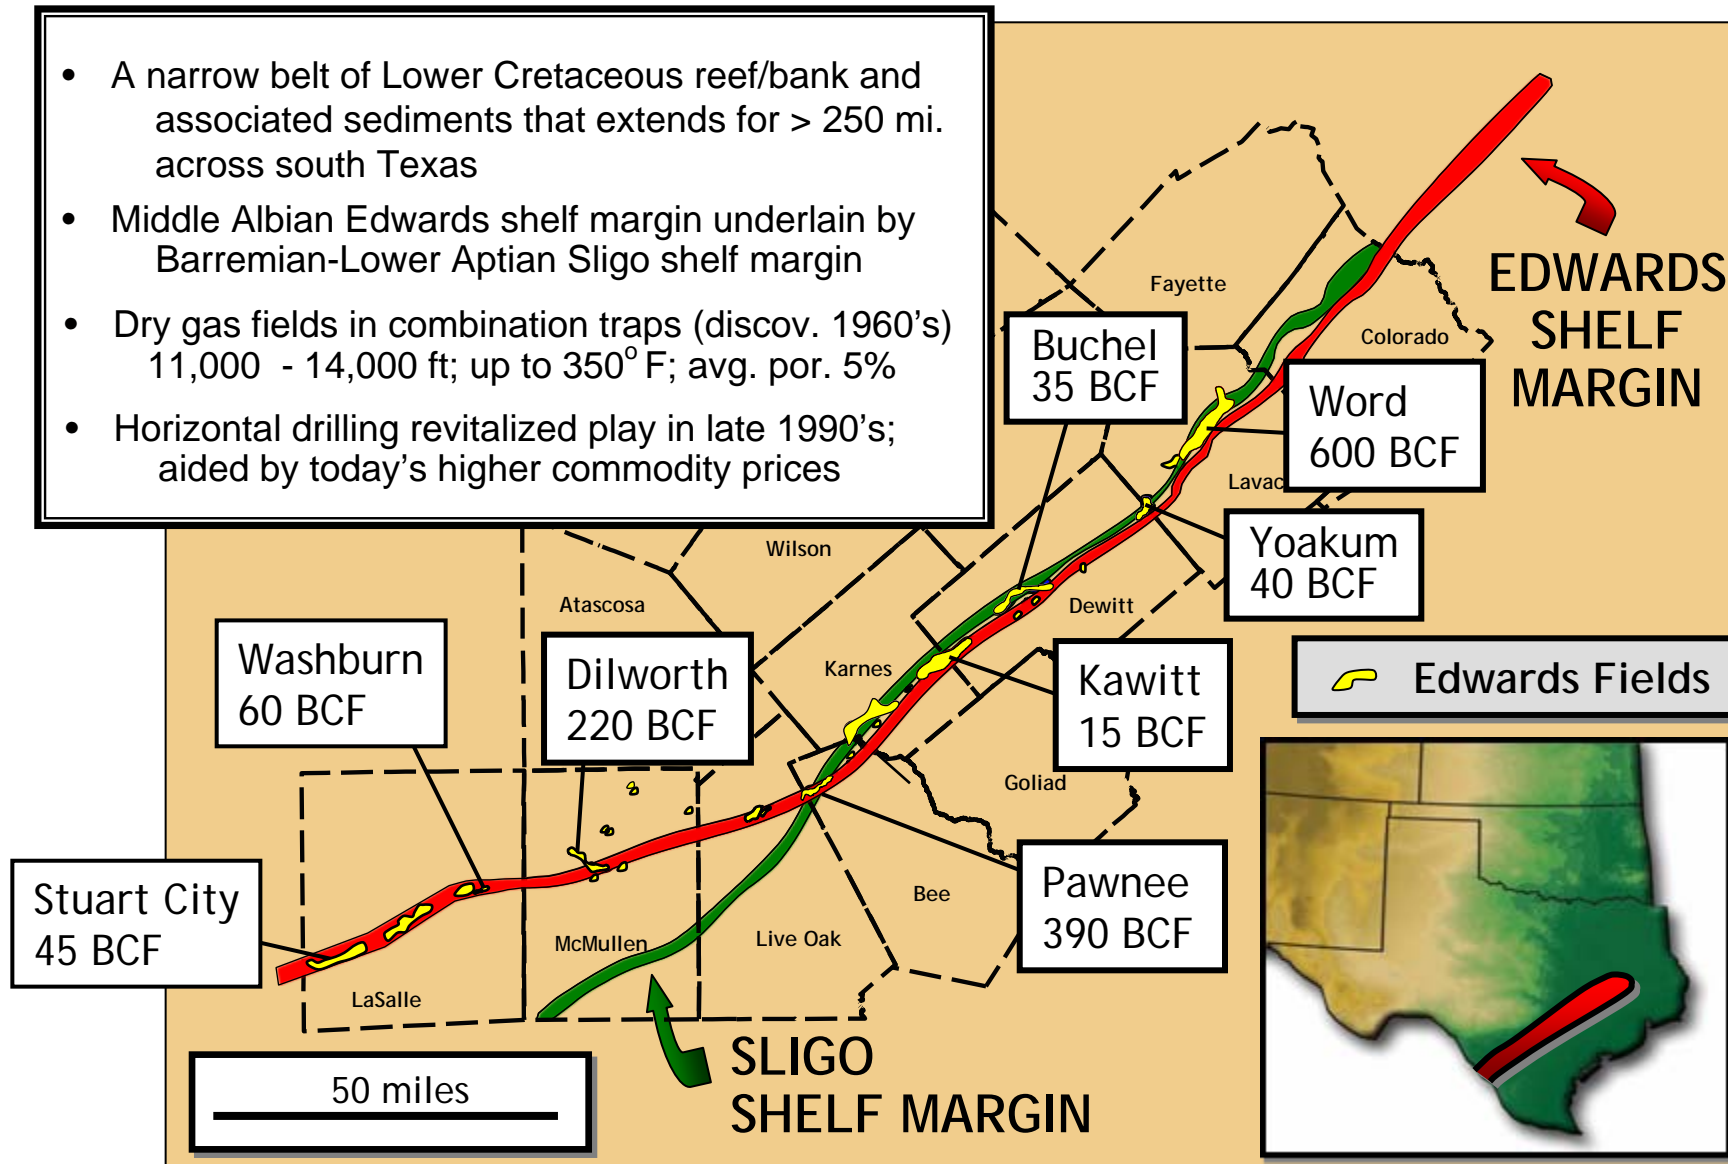 • A narrow belt of Lower Cretaceous reef/bank and
associated sediments that extends for > 250 mi.
across south Texas
• Middle Albian Edwards shelf margin underlain by
Barremian-Lower Aptian Sligo shelf margin
• Dry gas fields in combination traps (discov. 1960's)
11,000 - 14,000 ft; up to 350° F; avg. por. 5%
• Horizontal drilling revitalized play in late 1990's;
aided by today's higher commodity prices
EDWARDS
SHELF
MARGIN
Fayette
Colorado
Buchel
35 BCF
Word
600 BCF
Lavac
Yoakum
40 BCF
Wilson
Atascosa
Dewitt
Karnes
Washburn
60 BCF
Dilworth
220 BCF
Kawitt
15 BCF
Edwards Fields
Goliad
Stuart City
45 BCF
Pawnee
390 BCF
Bee
McMullen
Live Oak
LaSalle
SLIGO
SHELF MARGIN
50 miles